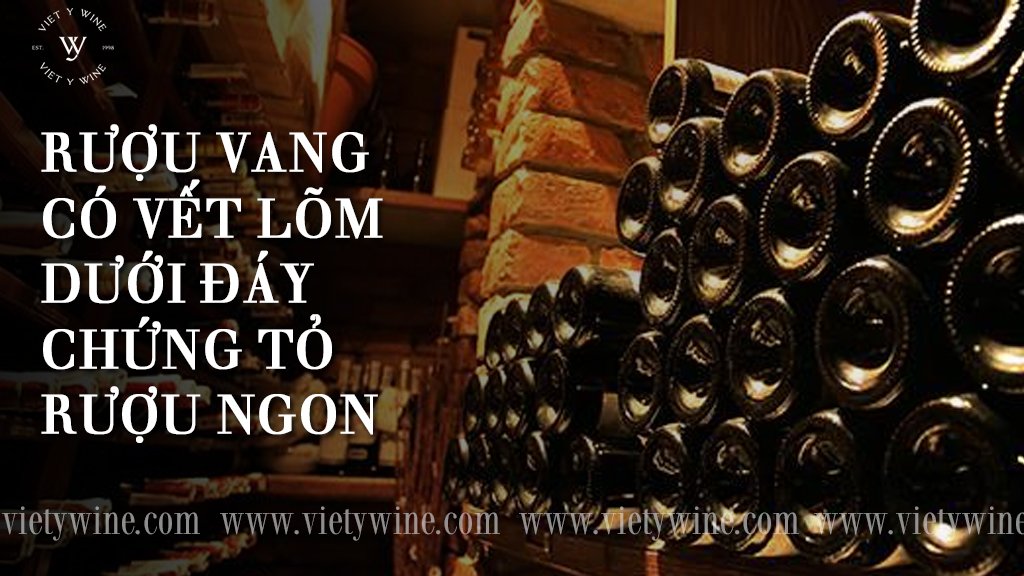 VIET Y WINE
EST. VY 1998
VIET Y WINE
RƯỢU VANG
CÓ VẾT LÕM
DƯỚI ĐÁY
CHỨNG TỎ
RƯỢU NGON
vietywine.com www.vietywine.com www.vietywine.com www.vietywine